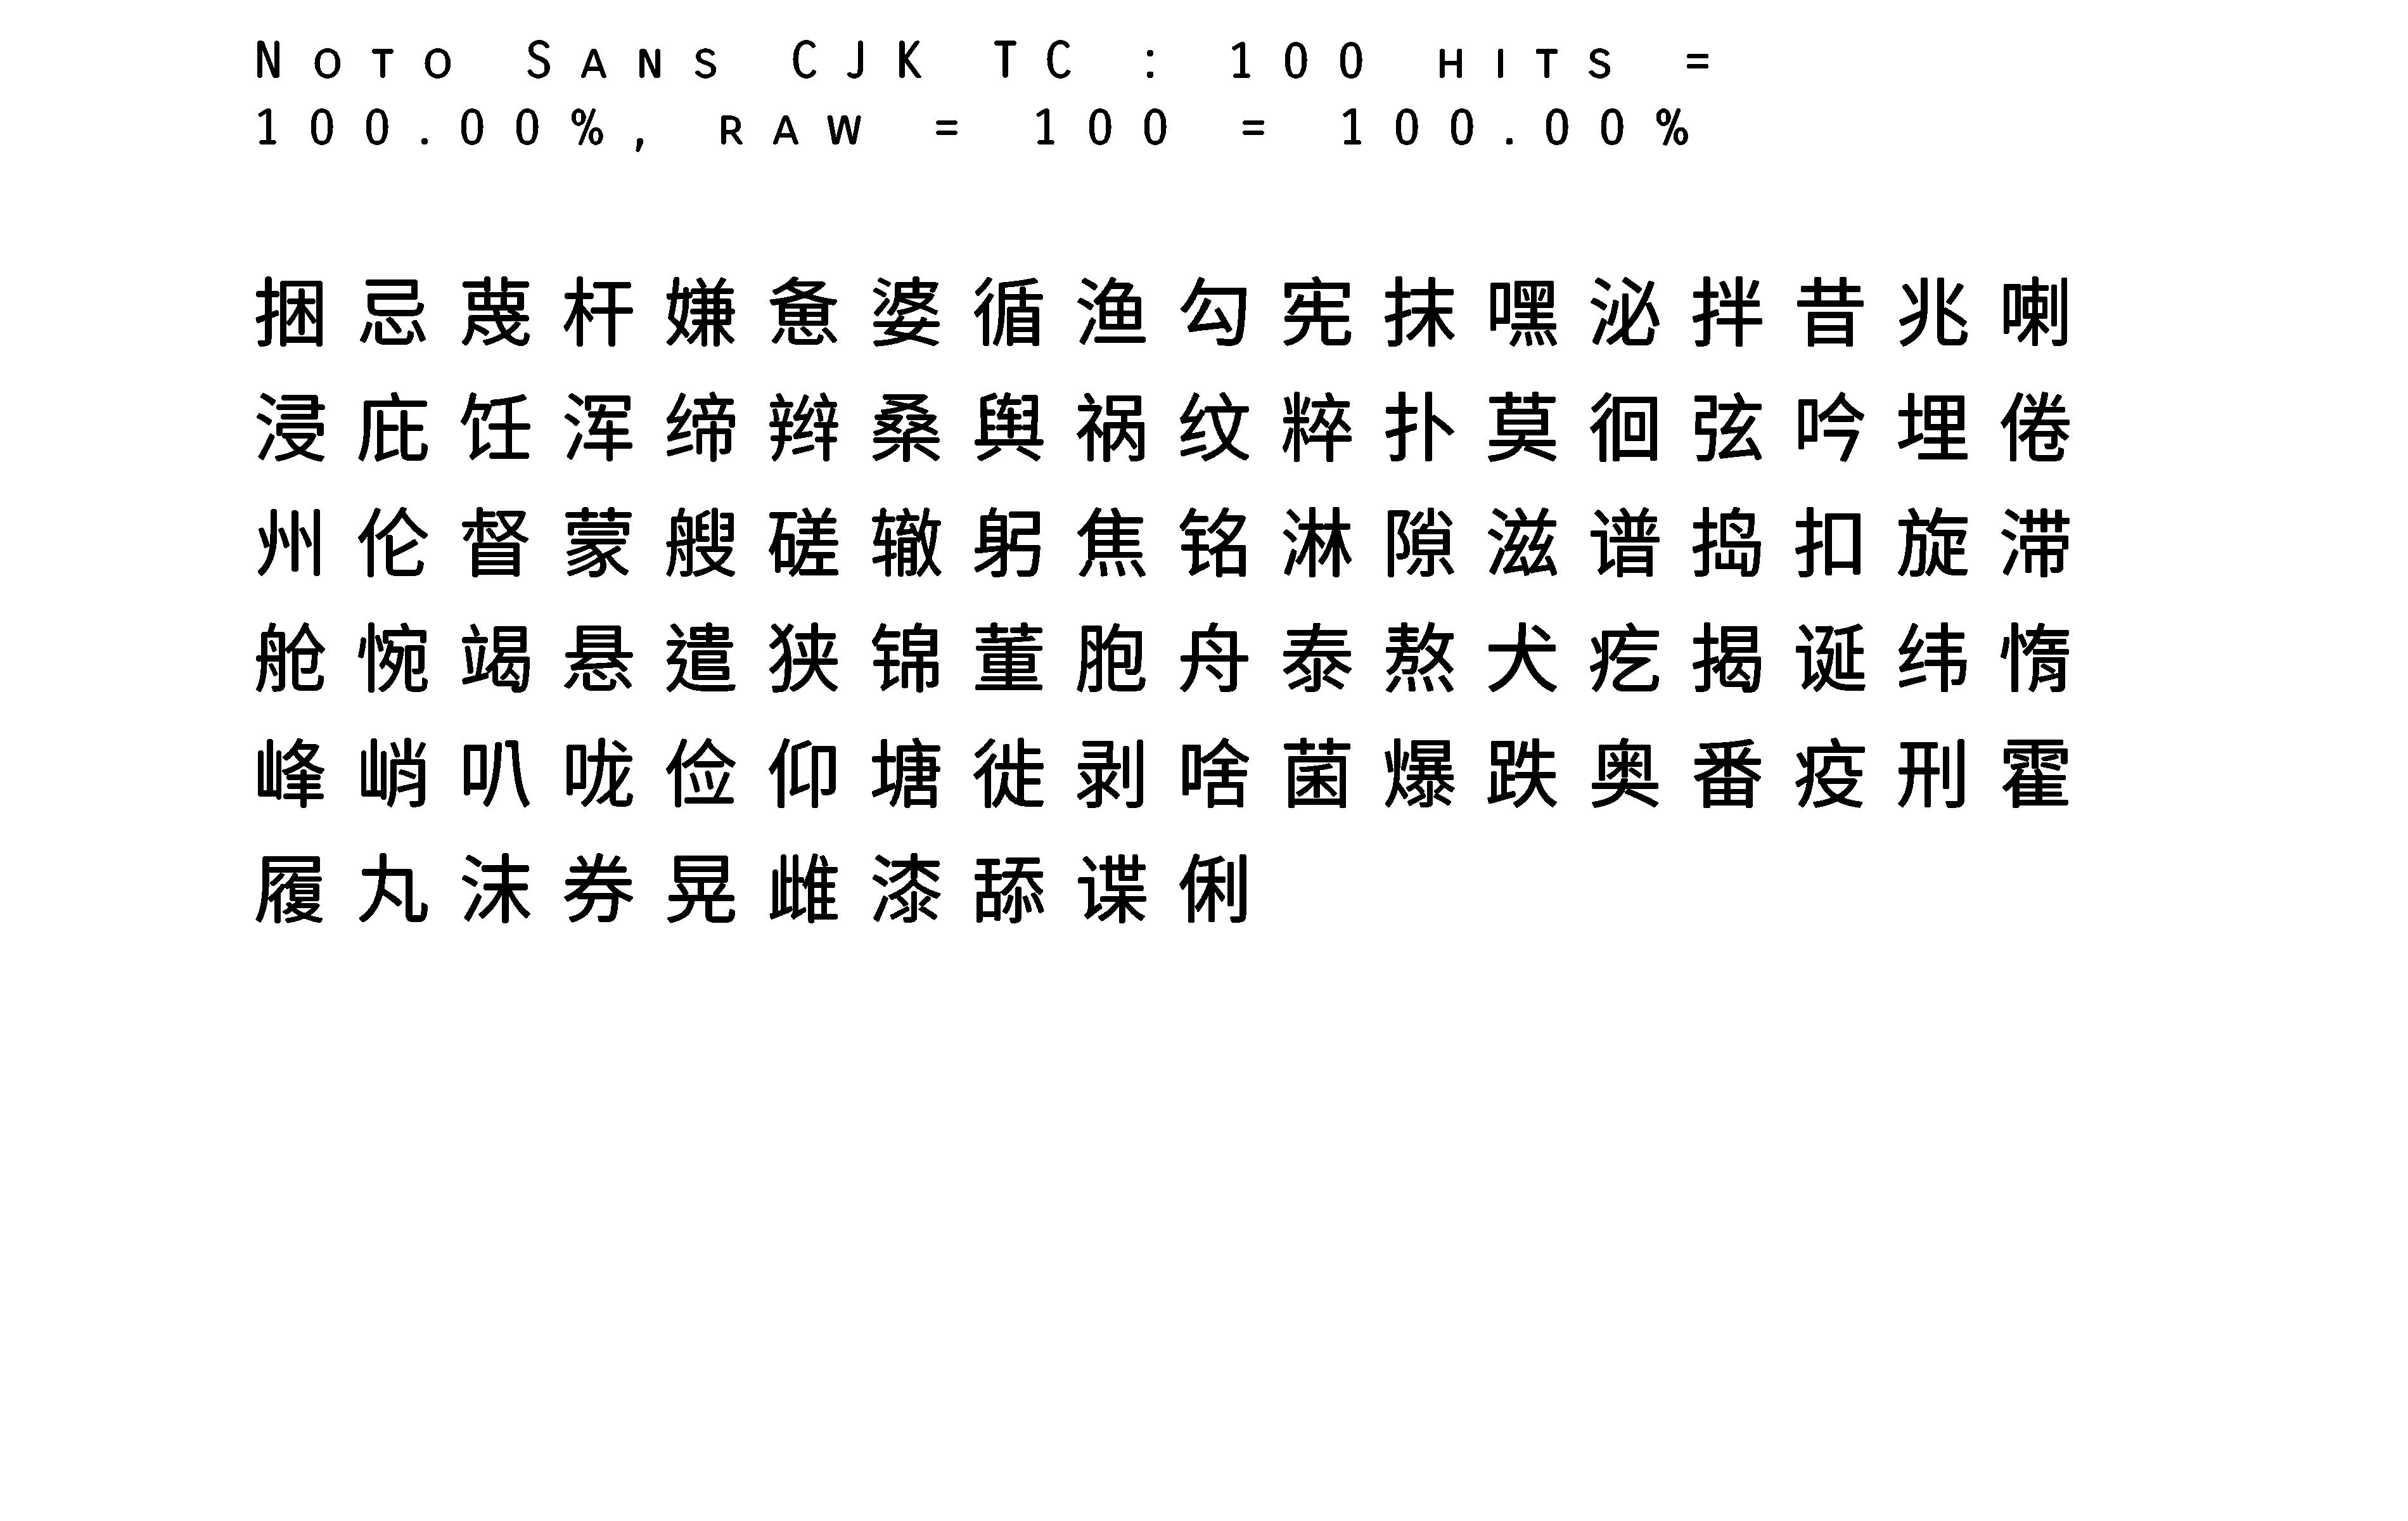 Noto Sans CJK TC : 100 hits =
100.00%, raw = 100 = 100.00%
捆忌蔑杆嫌惫婆循渔勾宪抹嘿泌拌昔兆喇
浸庇饪浑缔辫桑舆祸纹粹扑莫徊弦吟埋倦
州伦督蒙艘磋辙躬焦铭淋隙滋谱捣扣旋滞
舱惋竭悬遣狭锦董胞舟泰熬犬疙揭诞纬惰
峰峭叭咙俭仰塘徙剥啥菌爆跌奥番疫刑霍
履丸沫券晃雌漆舔谍俐